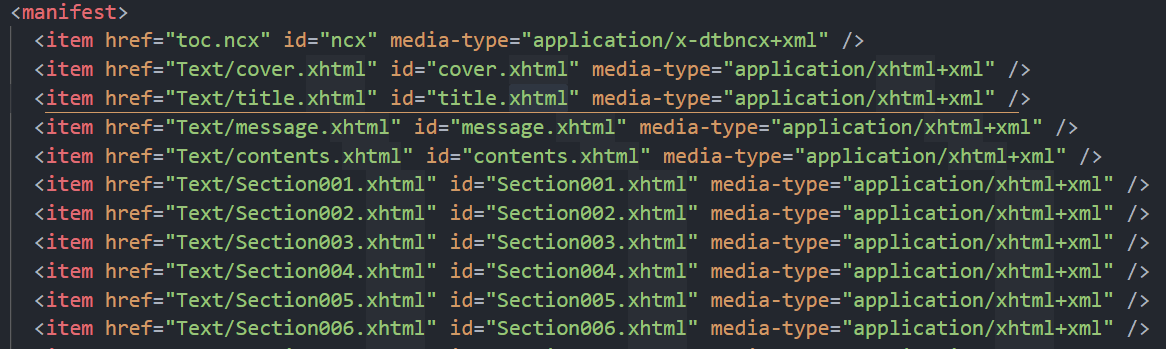 <manifest>
<item href="toc.ncx" id="ncx" media-type="application/x-dtbncx+xml" />
<item href="Text/cover.xhtml" id="cover.xhtml" media-type="application/xhtml+xml" />
<item href="Text/title.xhtml" id="title.xhtml" media-type="application/xhtml+xml" />
<item href="Text/message.xhtml" id="message.xhtml" media-type="application/xhtml+xml" />
<item href="Text/contents.xhtml" id="contents.xhtml" media-type="application/xhtml+xml" />
<item href="Text/Section001.xhtml" id="Section001.xhtml" media-type="application/xhtml+xml" />
<item href="Text/Section002.xhtml" id="Section002.xhtml" media-type="application/xhtml+xml" />
<item href="Text/Section003.xhtml" id="Section003.xhtml" media-type="application/xhtml+xml" />
<item href="Text/Section004.xhtml" id="Section004.xhtml" media-type="application/xhtml+xml" />
<item href="Text/Section005.xhtml" id="Section005.xhtml" media-type="application/xhtml+xml" />
<item href="Text/Section006.xhtml" id="Section006.xhtml" media-type="application/xhtml+xml" />